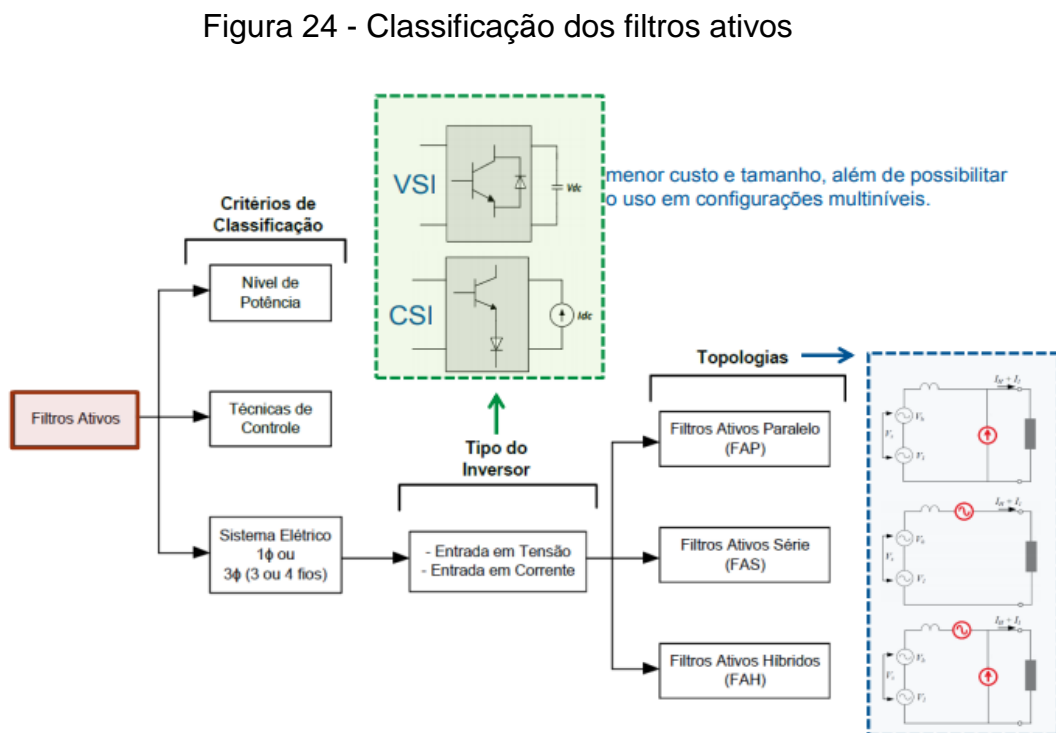 Figura 24 - Classificação dos filtros ativos
VSI
Vdc
menor custo e tamanho, além de possibilitar
o uso em configurações multiníveis.
CSI
Idc
Critérios de
Classificação
Nível de
Potência
Filtros Ativos
Técnicas de
Controle
Sistema Elétrico
1ϕ ou
3ϕ (3 ou 4 fios)
Tipo do
Inversor
- Entrada em Tensão
- Entrada em Corrente
Topologias
Filtros Ativos Paralelo
(FAP)
Filtros Ativos Série
(FAS)
Filtros Ativos Híbridos
(FAH)